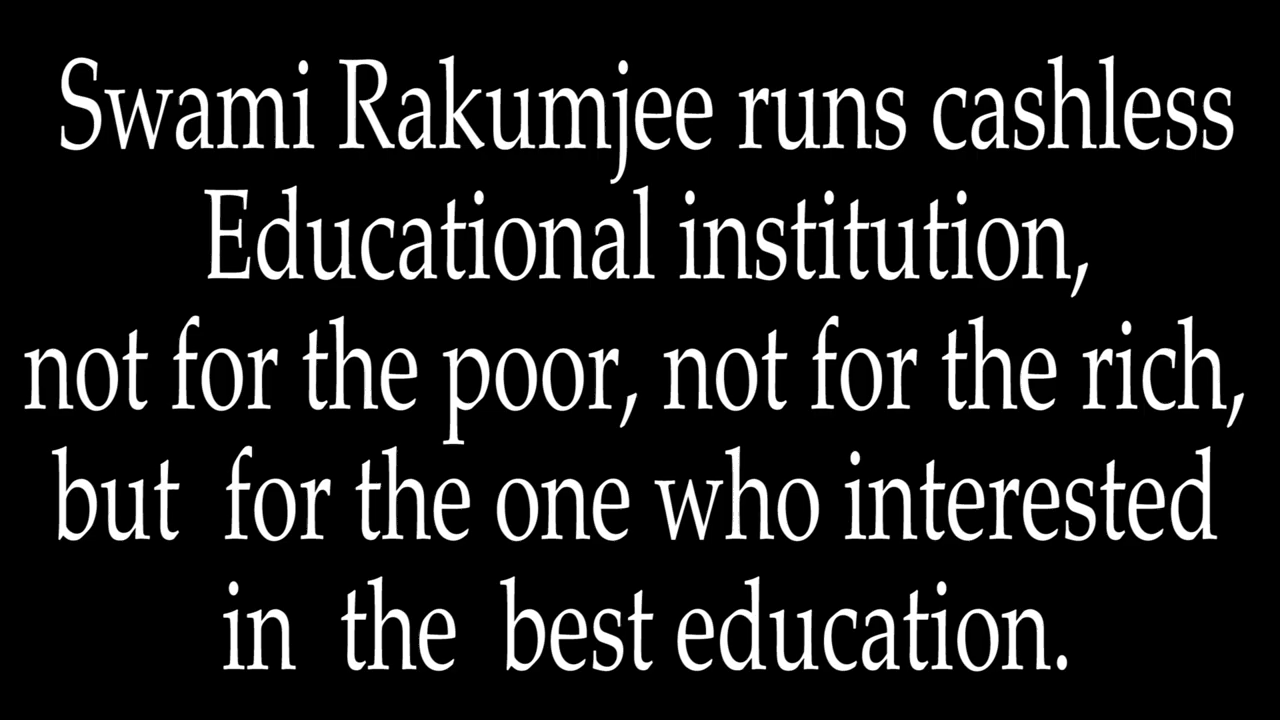 Swami Rakumjee runs cashless
Educational institution,
not for the poor, not for the rich,
but for the one who interested
in the best education.